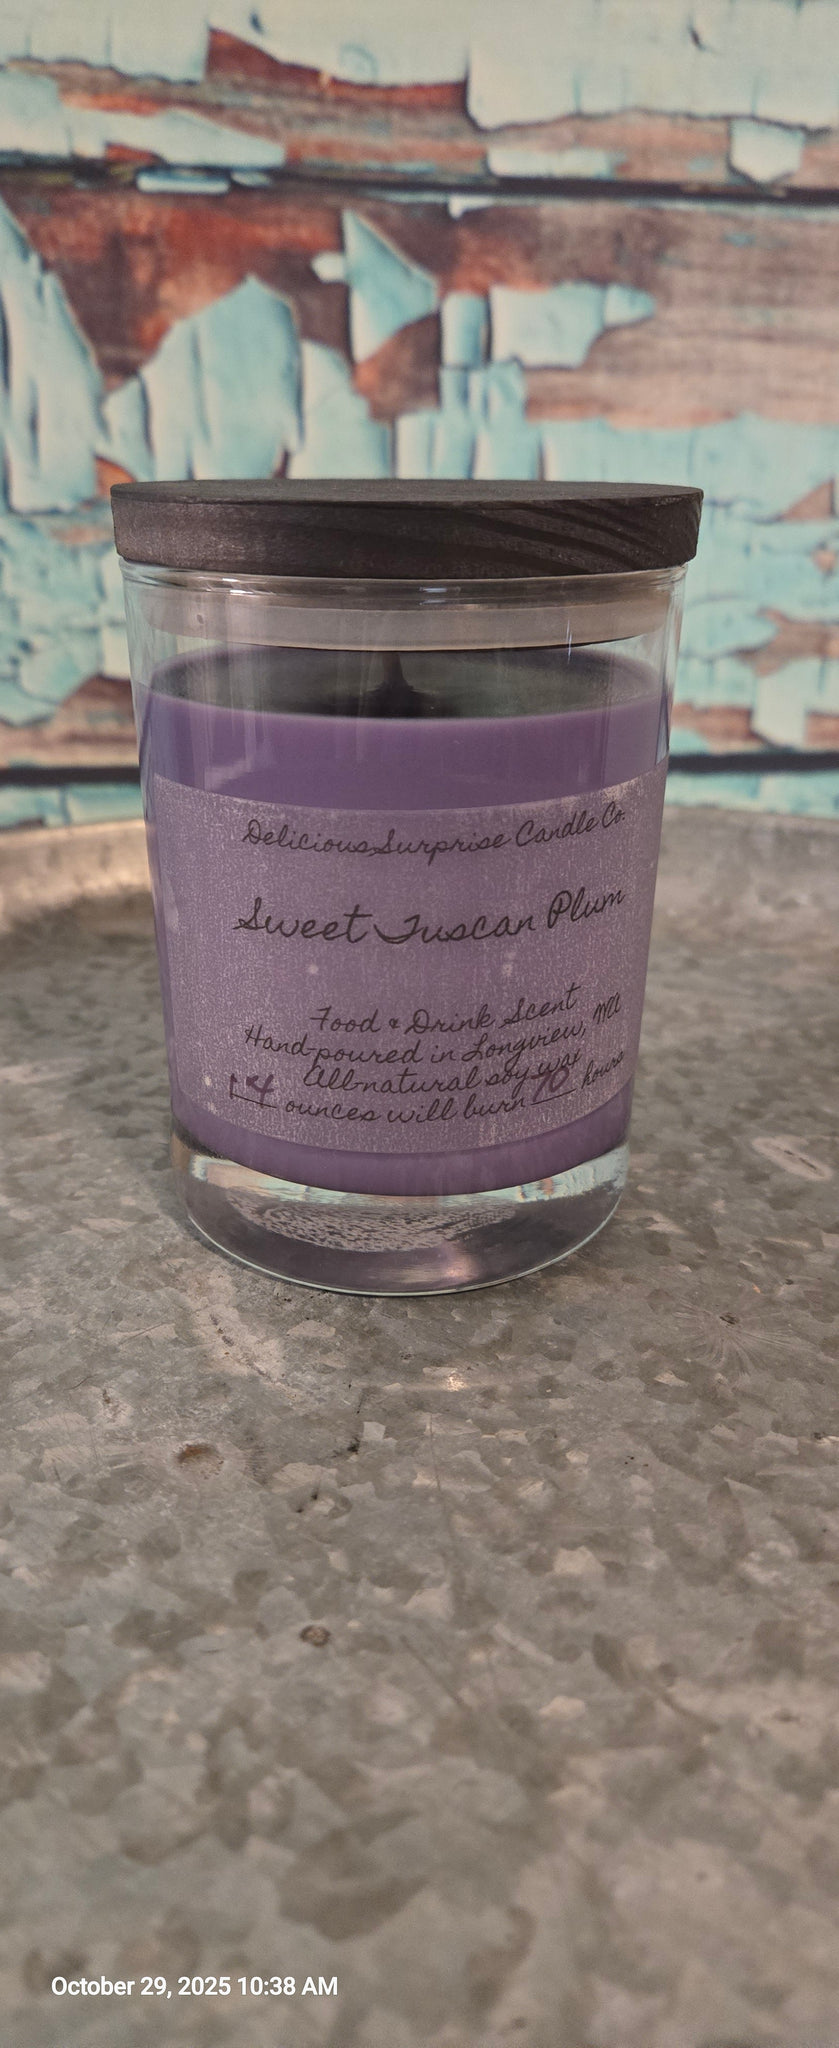 Delicious Surprise Candle Co.
Sweet Tuscan Plum
Food & Drink Scent
Hand-poured in Longview, WA
All-natural soy wax
14 ounces will burn 70 hours
October 29, 2025 10:38 AM